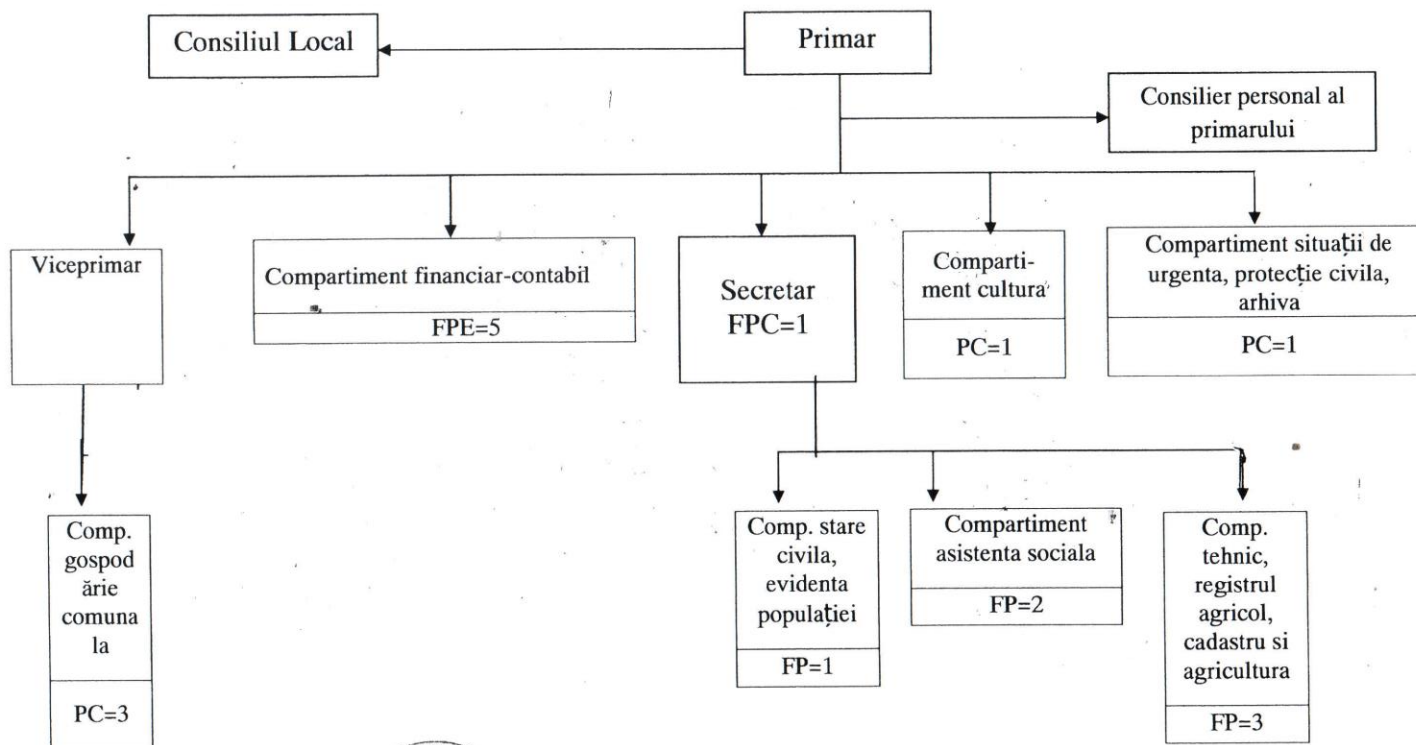 Consiliul Local
Primar
Consilier personal al
primarului
Viceprimar
Compartiment financiar-contabil
FPE=5
Secretar
FPC=1
Comparti-
ment cultura
PC=1
Compartiment situații de
urgenta, protecție civila,
arhiva
PC=1
Comp.
gospod
ărie
comuna
la
PC=3
Comp. stare
civila,
evidenta
populației
FP=1
Compartiment
asistenta sociala
FP=2
Comp.
tehnic,
registrul
agricol,
cadastru si
agricultura
FP=3